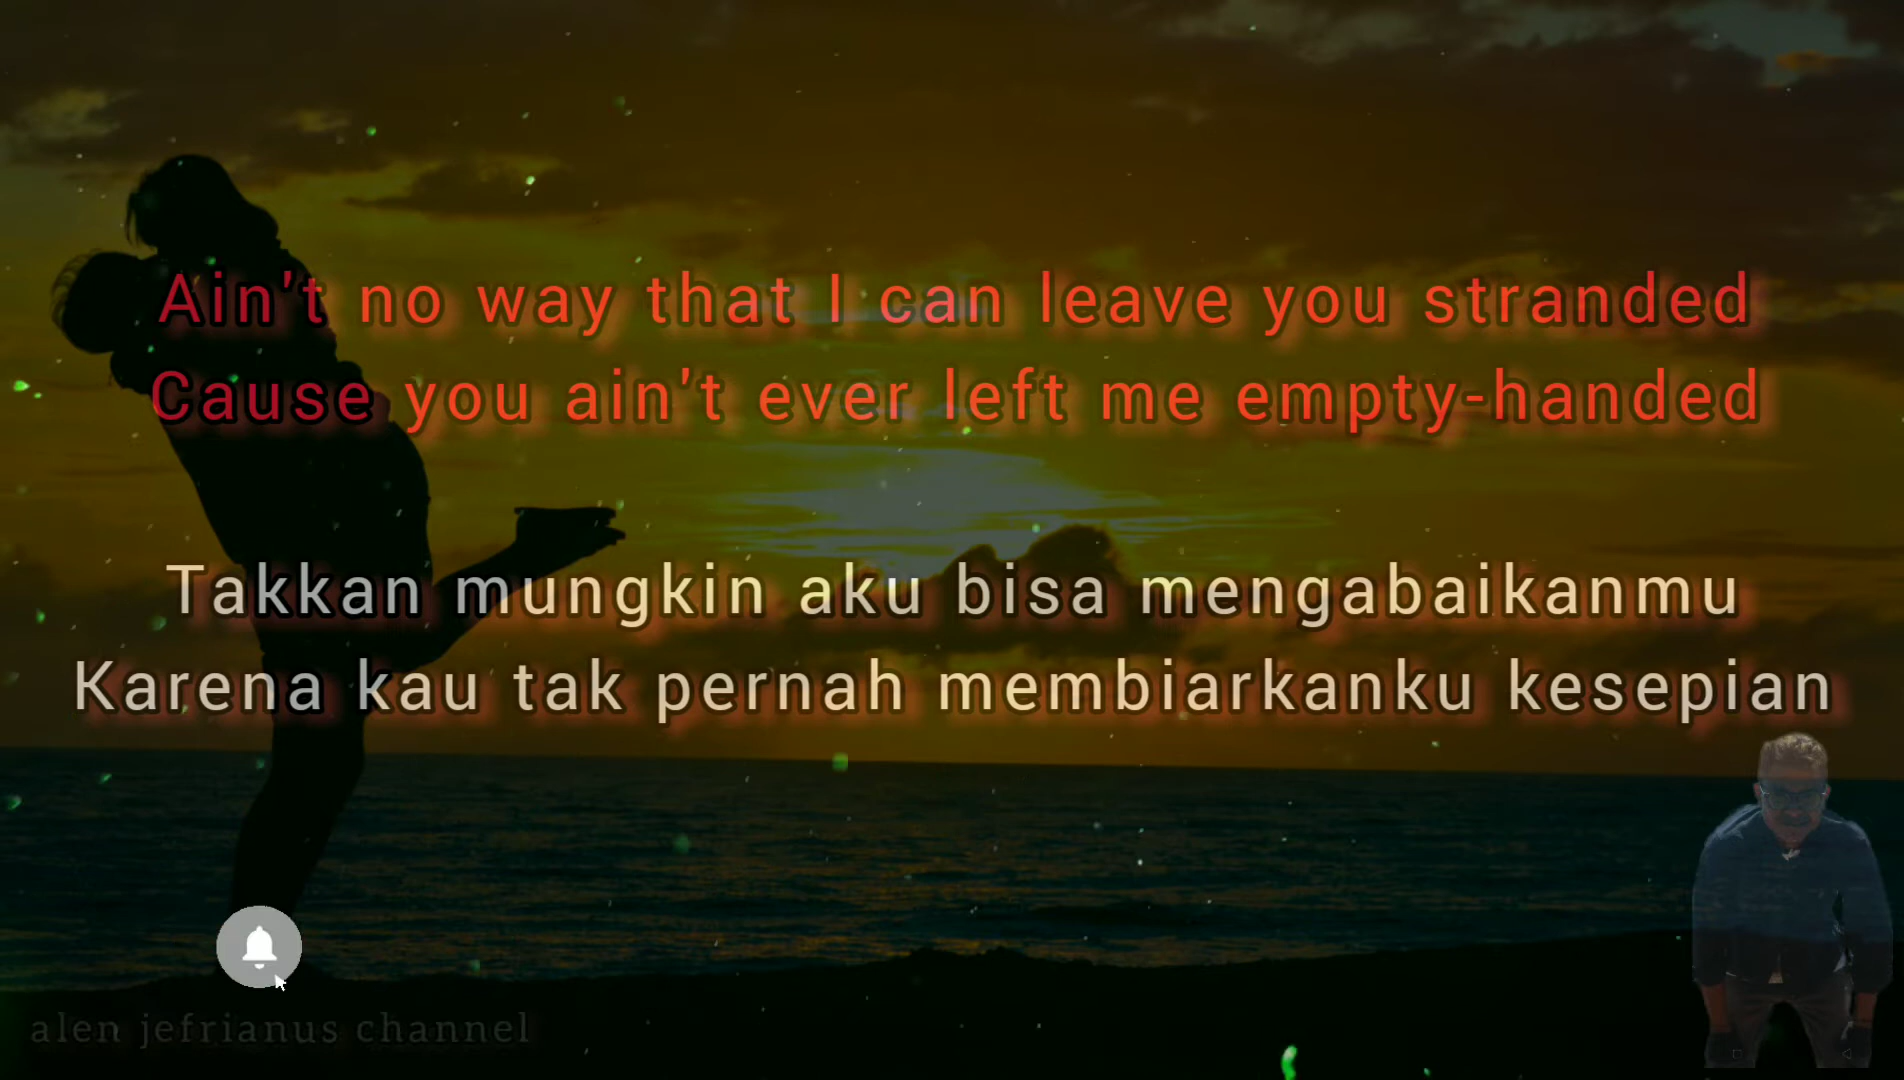 Ain't no way that I can leave you stranded
Cause you ain't ever left me empty-handed
Takkan mungkin aku bisa mengabaikanmu
Karena kau tak pernah membiarkanku kesepian
alen jefrianus channel